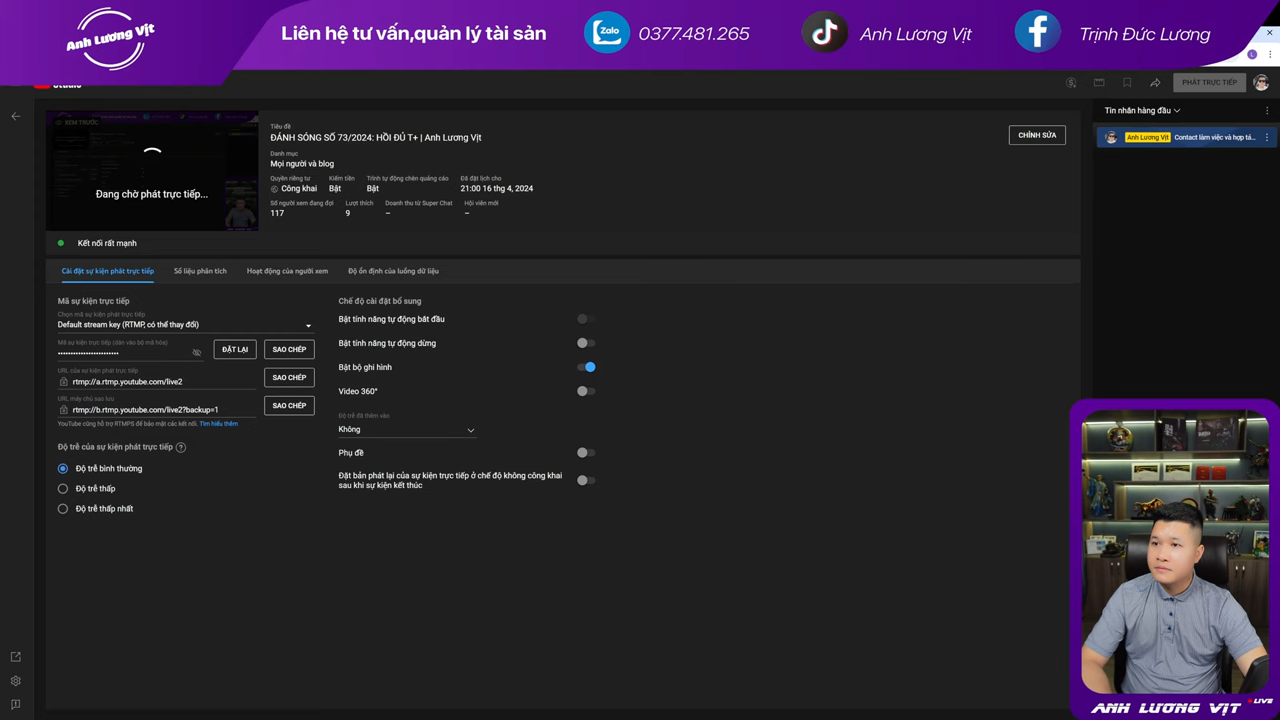 Anh Lương Vịt
Liên hệ tư vấn,quản lý tài sản
Zalo
0377.481.265
Anh Lương Vịt
Trịnh Đức Lương
PHÁT TRỰC TIẾP
Tin nhắn hàng đầu
Anh Lương Vịt Contact làm việc và hợp tá...
XEM TRƯỚC
Đang chờ phát trực tiếp...
Kết nối rất mạnh
Tiêu đề
ĐÁNH SÓNG SỐ 73/2024: HỒI ĐỦ T+ | Anh Lương Vịt
CHỈNH SỬA
Danh mục
Mọi người và blog
Quyền riêng tư Kiếm tiền Trình tự động chèn quảng cáo Đã đặt lịch cho
Công khai Bật Bật 21:00 16 thg 4, 2024
Số người xem đang đợi Lượt thích Doanh thu từ Super Chat Hội viên mới
117 9 – –
Cài đặt sự kiện phát trực tiếp Số liệu phân tích Hoạt động của người xem Độ ổn định của luồng dữ liệu
Mã sự kiện trực tiếp
Chọn mã sự kiện phát trực tiếp
Default stream key (RTMP, có thể thay đổi)
Mã sự kiện trực tiếp (dán vào bộ mã hóa)
ĐẶT LẠI SAO CHÉP
URL của sự kiện phát trực tiếp
rtmp://a.rtmp.youtube.com/live2
SAO CHÉP
URL máy chủ sao lưu
rtmp://b.rtmp.youtube.com/live2?backup=1
SAO CHÉP
YouTube cũng hỗ trợ RTMPS để bảo mật các kết nối. Tìm hiểu thêm
Độ trễ của sự kiện phát trực tiếp
Độ trễ bình thường
Độ trễ thấp
Độ trễ thấp nhất
Chế độ cài đặt bổ sung
Bật tính năng tự động bắt đầu
Bật tính năng tự động dừng
Bật bộ ghi hình
Video 360°
Độ trễ đã thêm vào
Không
Phụ đề
Đặt bản phát lại của sự kiện trực tiếp ở chế độ không công khai
sau khi sự kiện kết thúc
ANH LƯƠNG VỊT LIVE